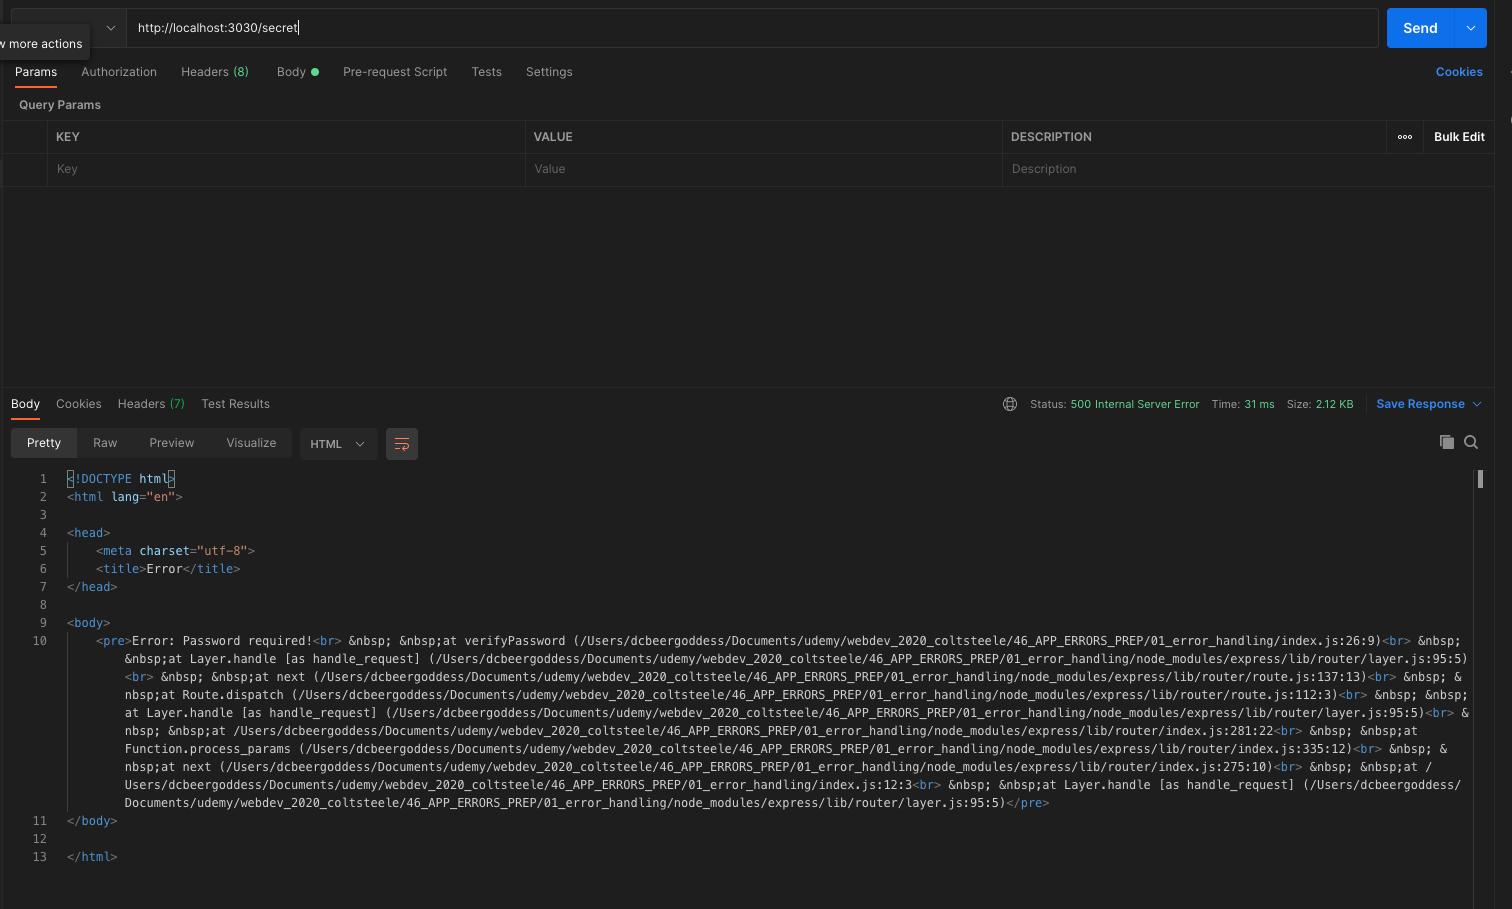 http://localhost:3030/secret
Send
w more actions
Params Authorization Headers (8) Body Pre-request Script Tests Settings Cookies
Query Params
KEY VALUE DESCRIPTION ooo Bulk Edit
Key Value Description
Body Cookies Headers (7) Test Results Status: 500 Internal Server Error Time: 31 ms Size: 2.12 KB Save Response
Pretty Raw Preview Visualize HTML
1 <!DOCTYPE html>
2 <html lang="en">
3
4 <head>
5 <meta charset="utf-8">
6 <title>Error</title>
7 </head>
8
9 <body>
10 <pre>Error: Password required!<br> &nbsp; &nbsp;at verifyPassword (/Users/dcbeergoddess/Documents/udemy/webdev_2020_coltsteele/46_APP_ERRORS_PREP/01_error_handling/index.js:26:9)<br> &nbsp;
&nbsp;at Layer.handle [as handle_request] (/Users/dcbeergoddess/Documents/udemy/webdev_2020_coltsteele/46_APP_ERRORS_PREP/01_error_handling/node_modules/express/lib/router/layer.js:95:5)
<br> &nbsp; &nbsp;at next (/Users/dcbeergoddess/Documents/udemy/webdev_2020_coltsteele/46_APP_ERRORS_PREP/01_error_handling/node_modules/express/lib/router/route.js:137:13)<br> &nbsp; &
nbsp;at Route.dispatch (/Users/dcbeergoddess/Documents/udemy/webdev_2020_coltsteele/46_APP_ERRORS_PREP/01_error_handling/node_modules/express/lib/router/route.js:112:3)<br> &nbsp; &nbsp;
at Layer.handle [as handle_request] (/Users/dcbeergoddess/Documents/udemy/webdev_2020_coltsteele/46_APP_ERRORS_PREP/01_error_handling/node_modules/express/lib/router/layer.js:95:5)<br> &
nbsp; &nbsp;at /Users/dcbeergoddess/Documents/udemy/webdev_2020_coltsteele/46_APP_ERRORS_PREP/01_error_handling/node_modules/express/lib/router/index.js:281:22<br> &nbsp; &nbsp;at
Function.process_params (/Users/dcbeergoddess/Documents/udemy/webdev_2020_coltsteele/46_APP_ERRORS_PREP/01_error_handling/node_modules/express/lib/router/index.js:335:12)<br> &nbsp; &
nbsp;at next (/Users/dcbeergoddess/Documents/udemy/webdev_2020_coltsteele/46_APP_ERRORS_PREP/01_error_handling/node_modules/express/lib/router/index.js:275:10)<br> &nbsp; &nbsp;at /
Users/dcbeergoddess/Documents/udemy/webdev_2020_coltsteele/46_APP_ERRORS_PREP/01_error_handling/index.js:12:3<br> &nbsp; &nbsp;at Layer.handle [as handle_request] (/Users/dcbeergoddess/
Documents/udemy/webdev_2020_coltsteele/46_APP_ERRORS_PREP/01_error_handling/node_modules/express/lib/router/layer.js:95:5)</pre>
11 </body>
12
13 </html>